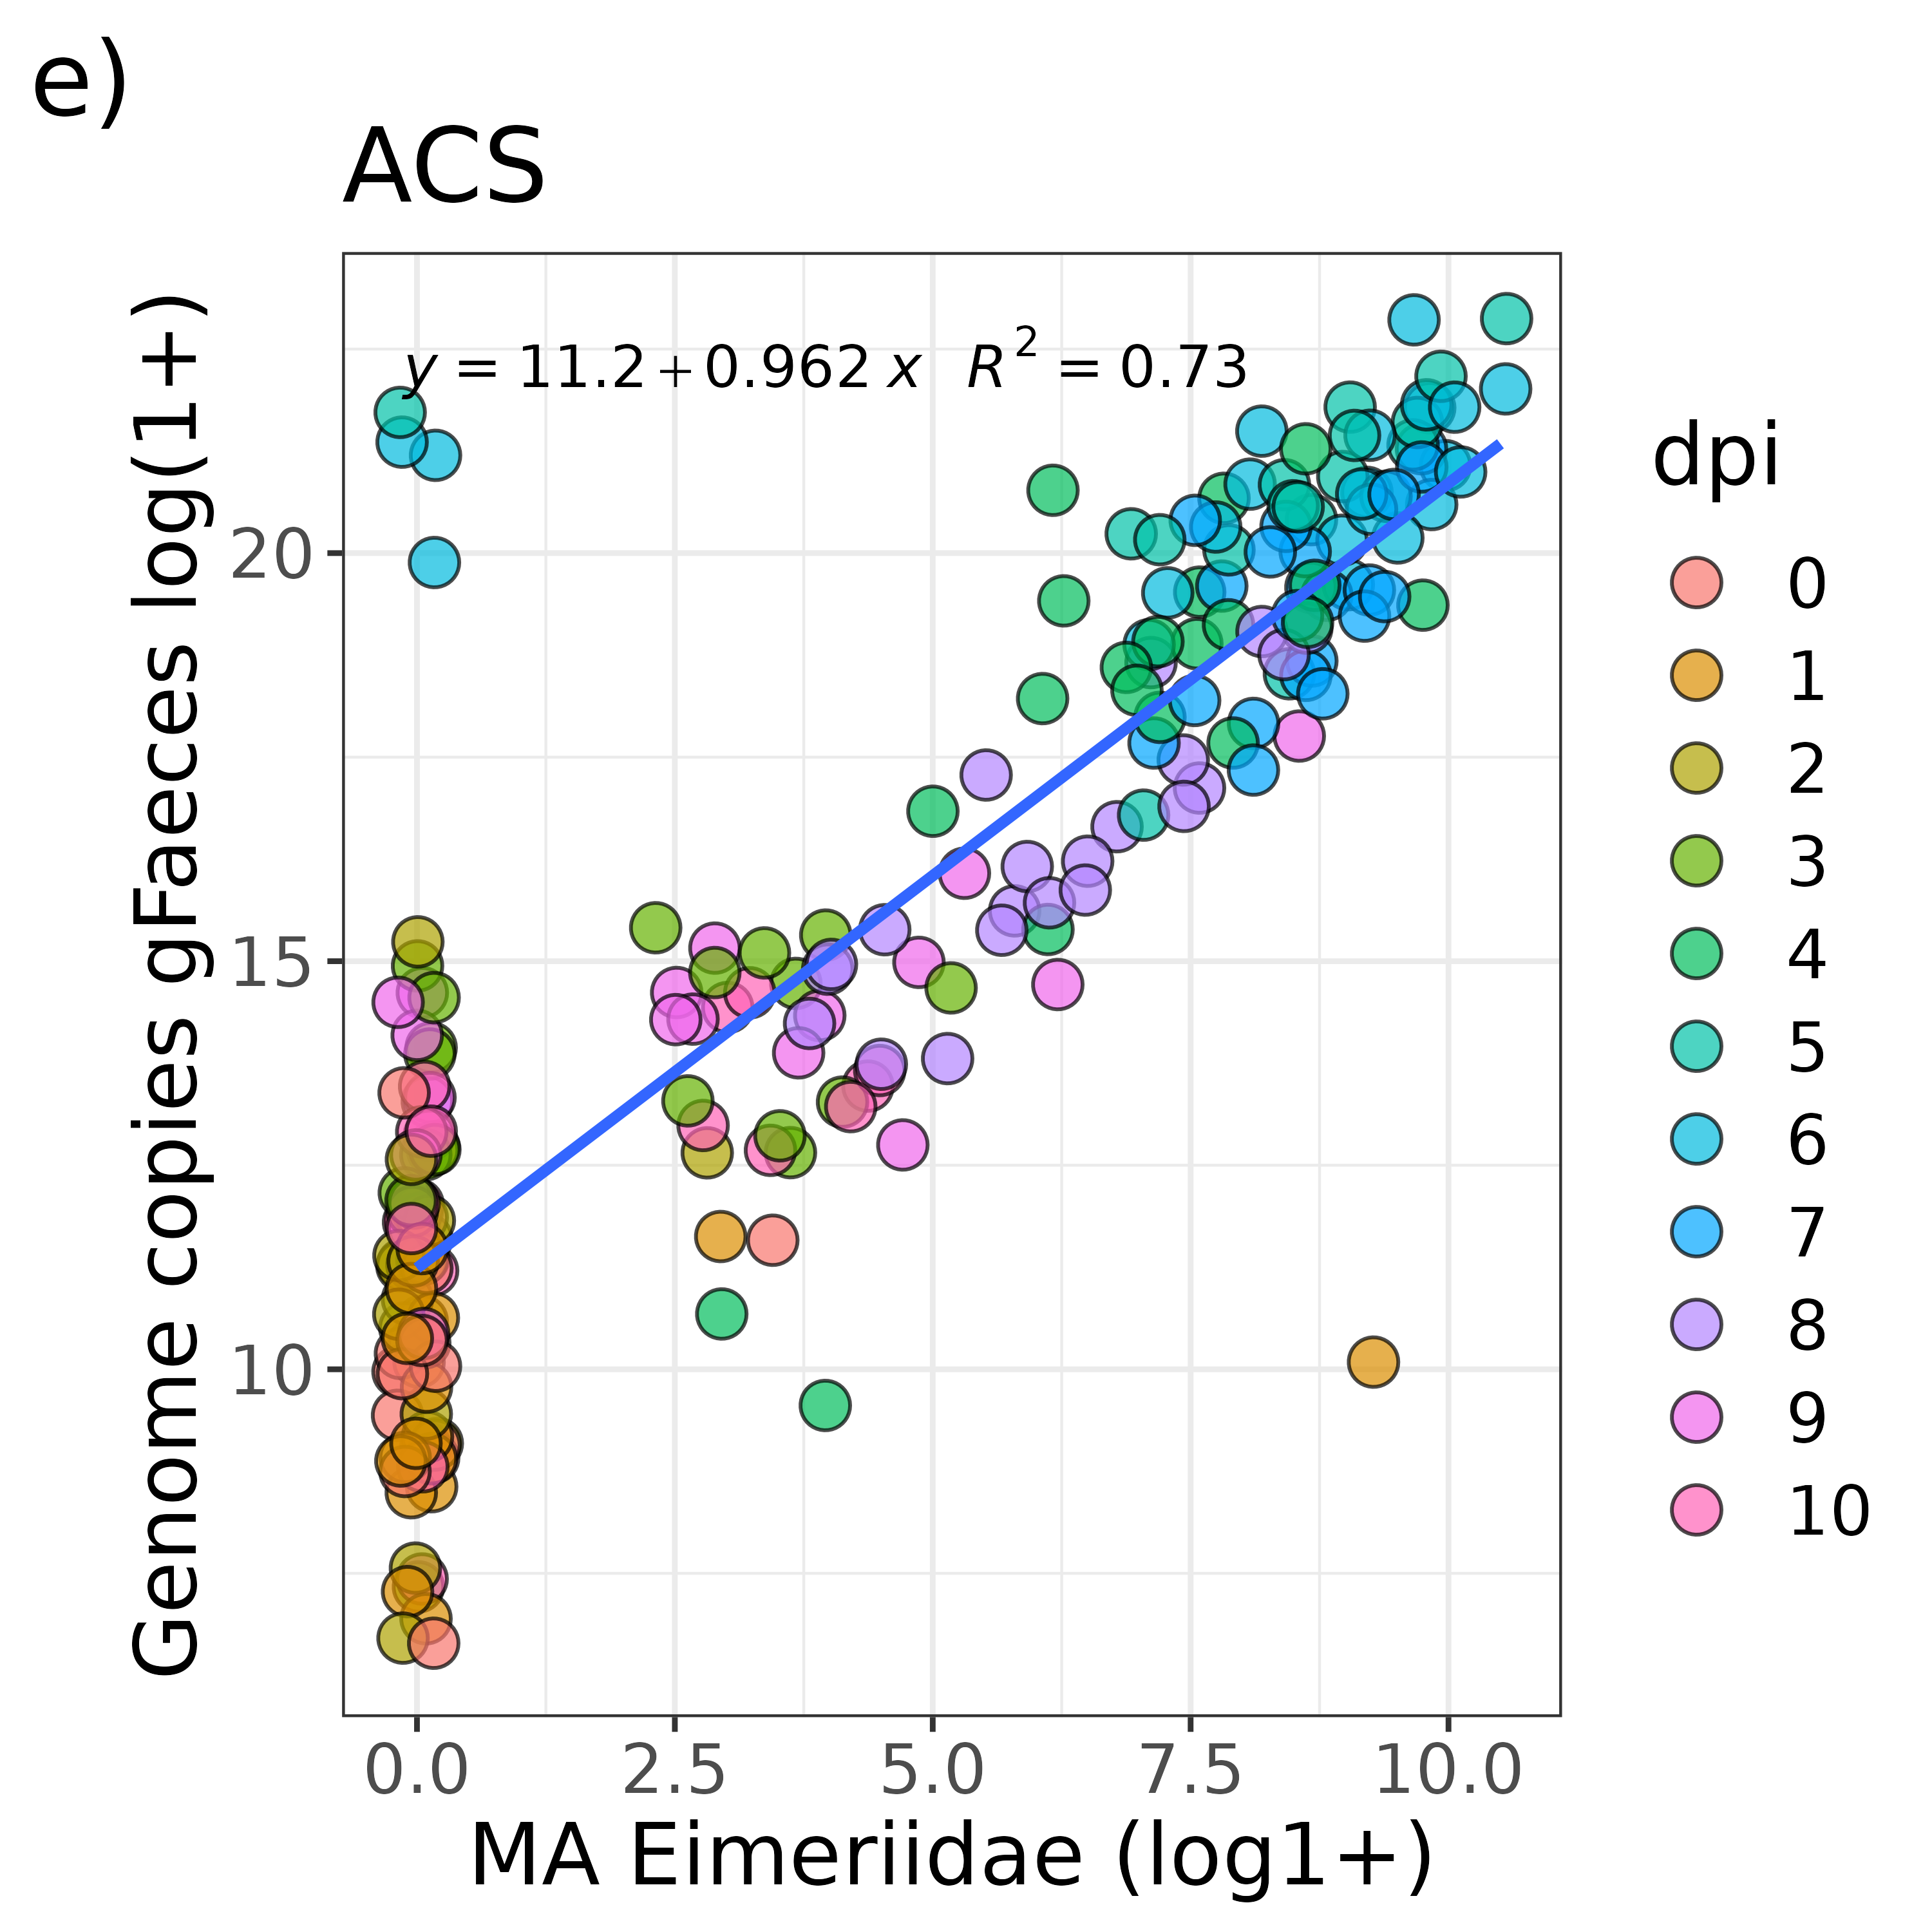 e)
ACS
y = 11.2+0.962 x R² = 0.73
Genome copies gFaeces log(1+)
20
15
10
0.0 2.5 5.0 7.5 10.0
MA Eimeriidae (log1+)
dpi
0
1
2
3
4
5
6
7
8
9
10